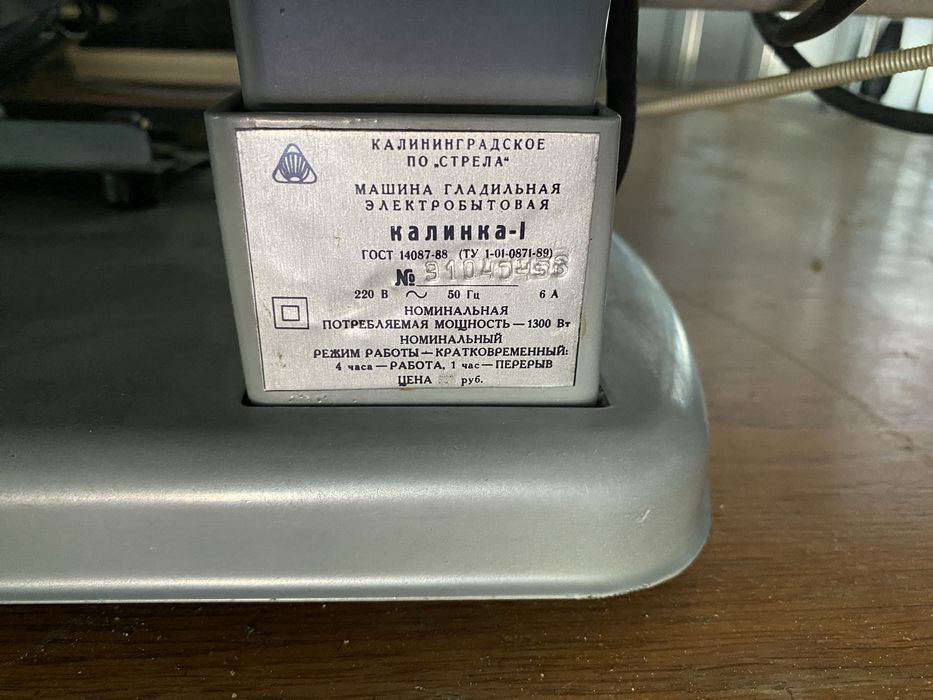 КАЛИНИНГРАДСКОЕ
ПО „СТРЕЛА“
МАШИНА ГЛАДИЛЬНАЯ
ЭЛЕКТРОБЫТОВАЯ
калинка-1
ГОСТ 14087-88 (ТУ 1-01-0871-89)
№
220 В ~ 50 Гц 6 А
НОМИНАЛЬНАЯ
ПОТРЕБЛЯЕМАЯ МОЩНОСТЬ — 1300 Вт
НОМИНАЛЬНЫЙ
РЕЖИМ РАБОТЫ — КРАТКОВРЕМЕННЫЙ:
4 часа — РАБОТА, 1 час — ПЕРЕРЫВ
ЦЕНА руб.